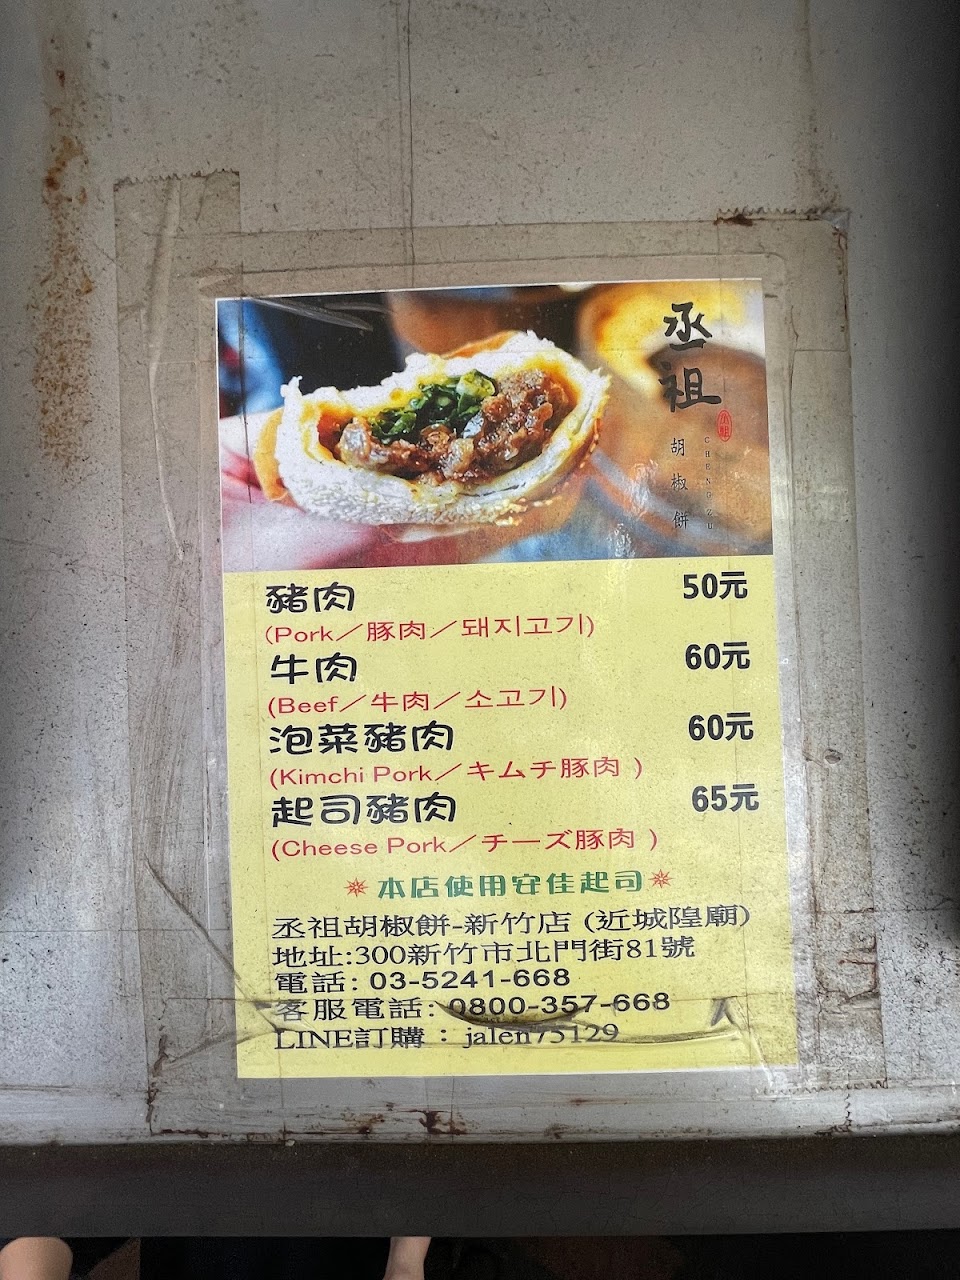 丞祖
胡椒餅
CHENGZU
豬肉 50元
(Pork／豚肉／돼지고기)
牛肉 60元
(Beef／牛肉／소고기)
泡菜豬肉 60元
(Kimchi Pork／キムチ豚肉 )
起司豬肉 65元
(Cheese Pork／チーズ豚肉 )
本店使用安佳起司
丞祖胡椒餅-新竹店 (近城隍廟)
地址:300新竹市北門街81號
電話: 03-5241-668
客服電話: 0800-357-668
LINE訂購：jalen75129